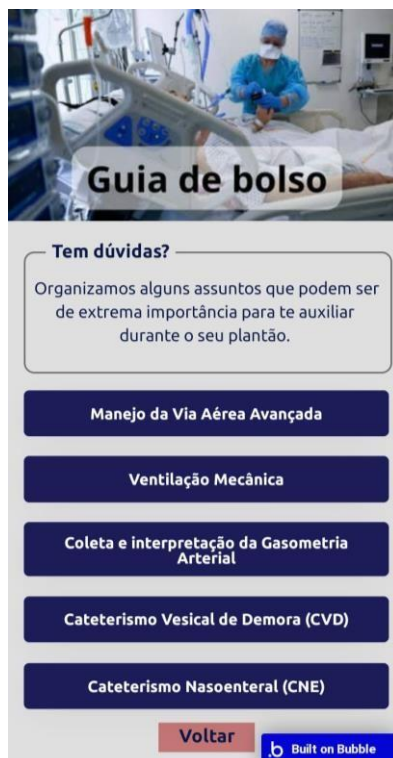 Guia de bolso
Tem dúvidas?
Organizamos alguns assuntos que podem ser
de extrema importância para te auxiliar
durante o seu plantão.
Manejo da Via Aérea Avançada
Ventilação Mecânica
Coleta e interpretação da Gasometria
Arterial
Cateterismo Vesical de Demora (CVD)
Cateterismo Nasoenteral (CNE)
Voltar
b Built on Bubble